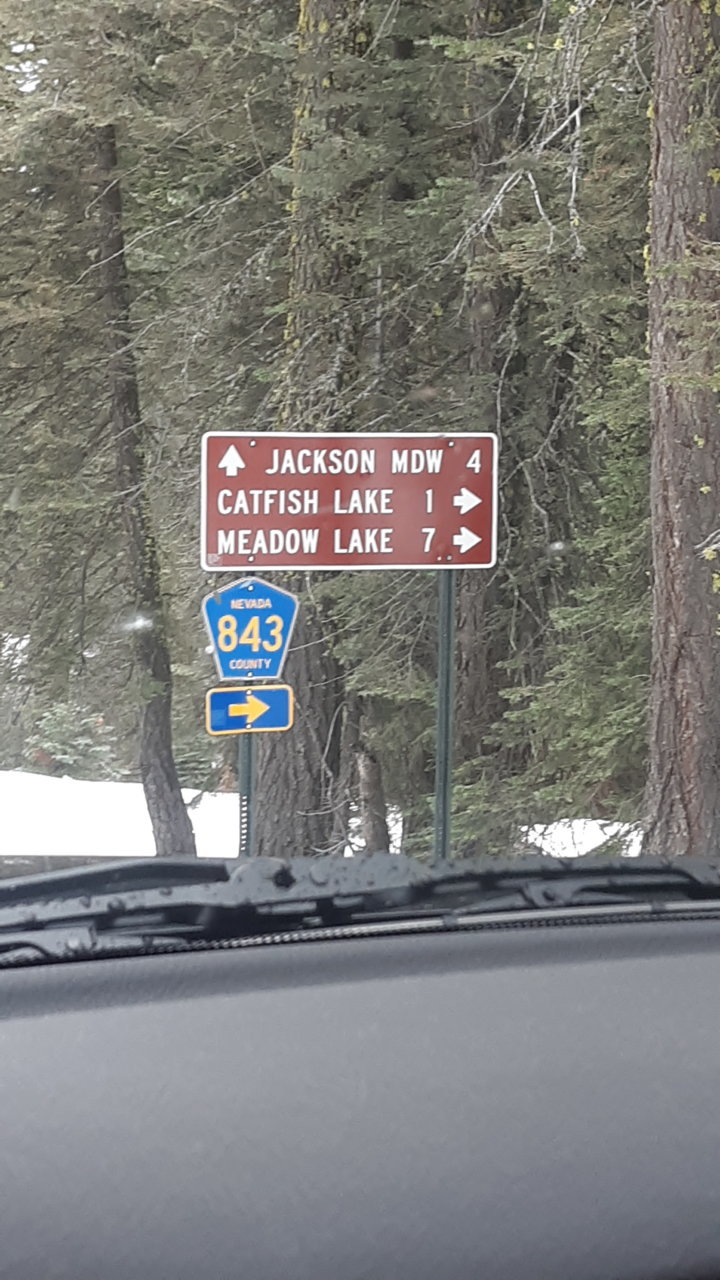 JACKSON MDW 4
CATFISH LAKE 1
MEADOW LAKE 7
NEVADA
843
COUNTY